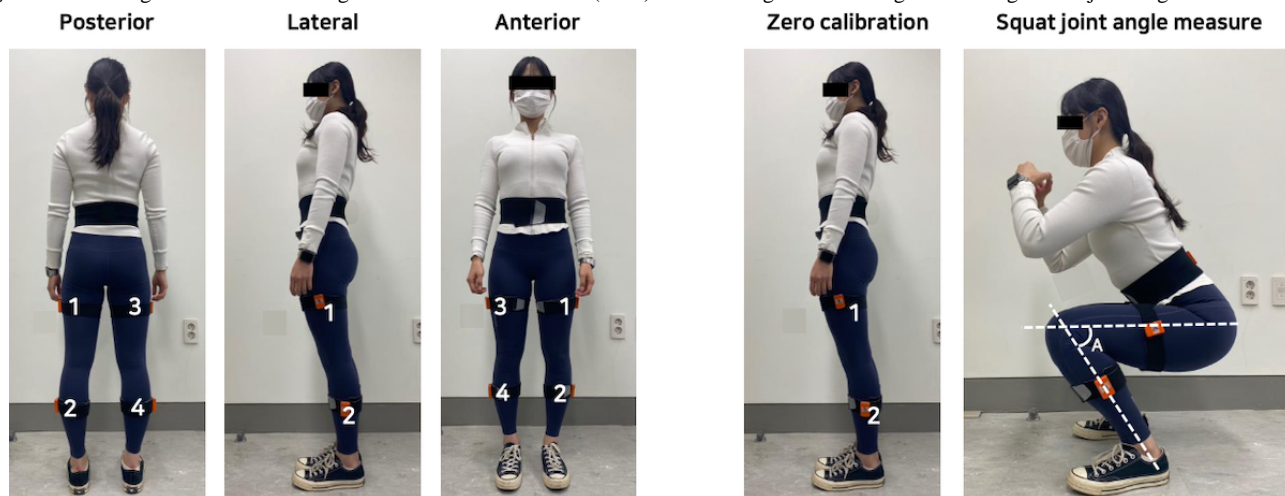 Posterior
Lateral
Anterior
Zero calibration
Squat joint angle measure
1 3
2 4
1
2
3 1
4 2
1
2
A